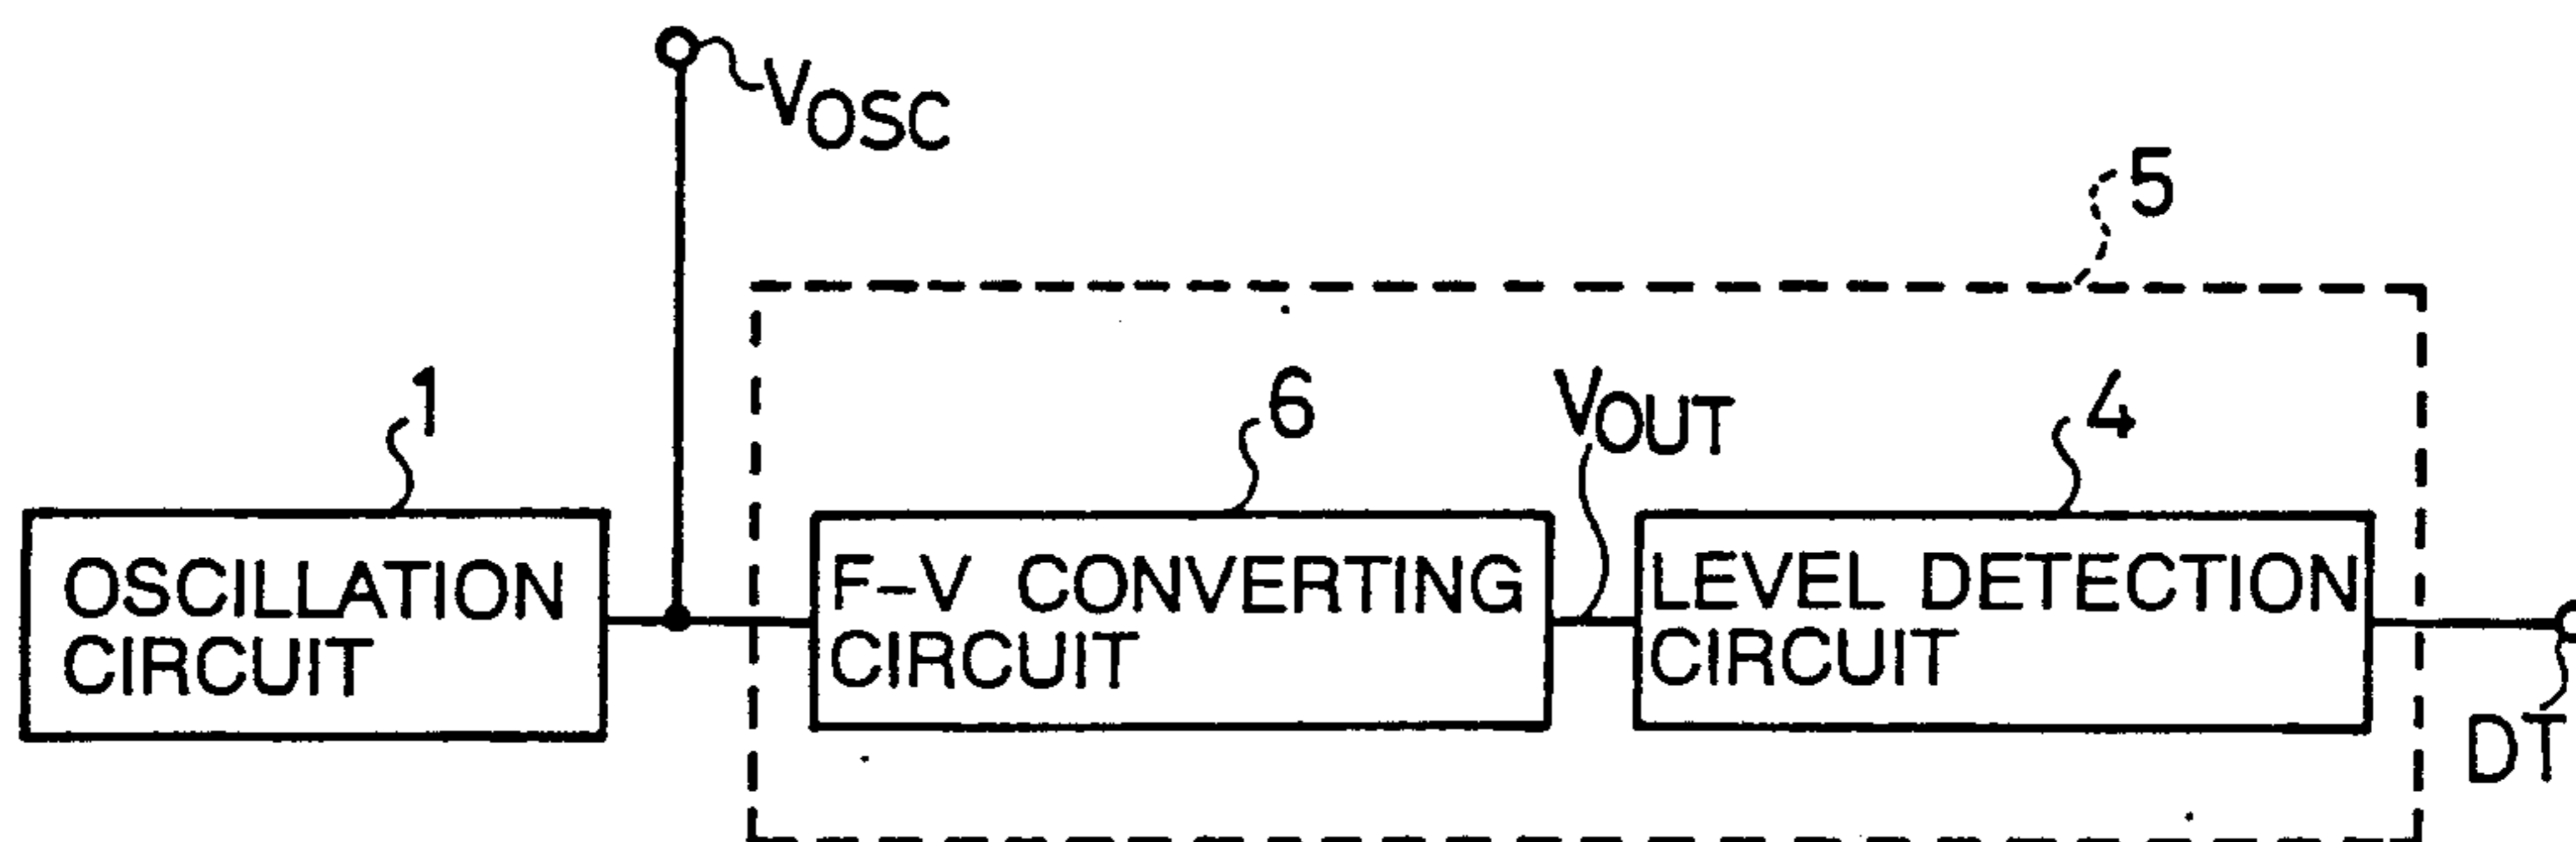 VOSC
5
1
6
VOUT
4
OSCILLATION
CIRCUIT
F-V CONVERTING
CIRCUIT
LEVEL DETECTION
CIRCUIT
DT